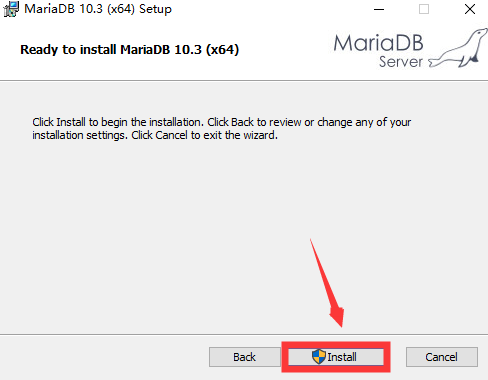 MariaDB 10.3 (x64) Setup
Ready to install MariaDB 10.3 (x64)
MariaDB
Server
Click Install to begin the installation. Click Back to review or change any of your
installation settings. Click Cancel to exit the wizard.
Back
Install
Cancel